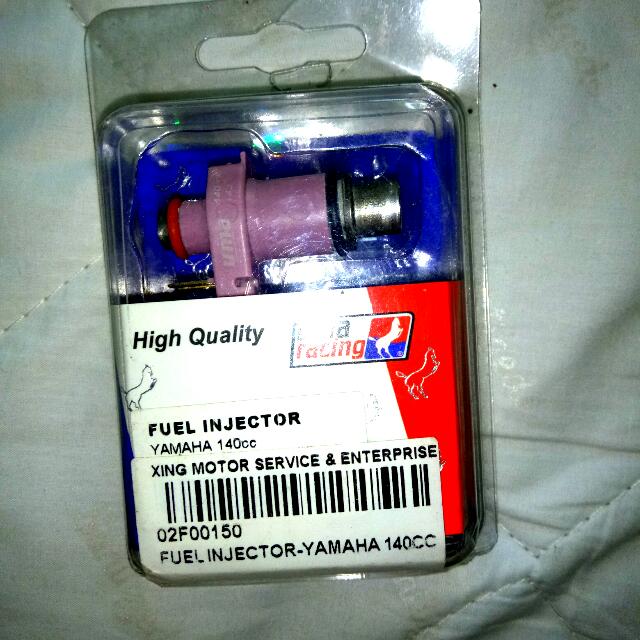 High Quality
racing
FUEL INJECTOR
YAMAHA 140cc
XING MOTOR SERVICE & ENTERPRISE
02F00150
FUEL INJECTOR-YAMAHA 140CC